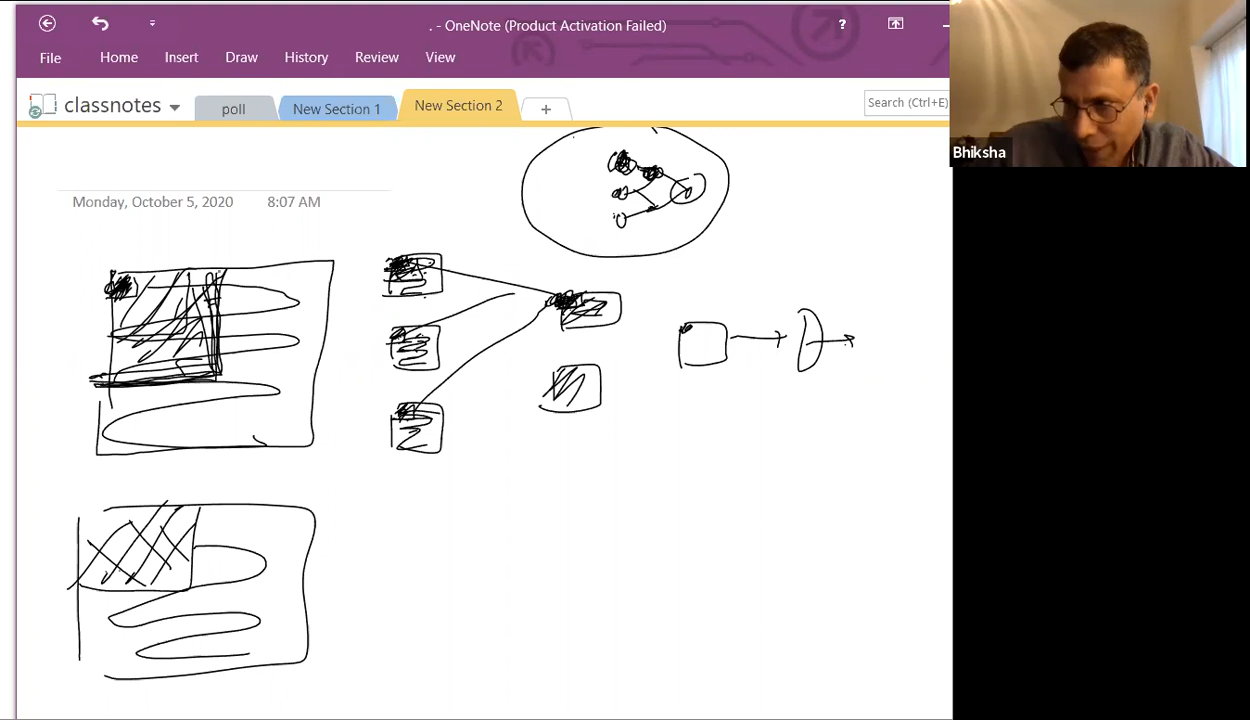 . - OneNote (Product Activation Failed)
?
File Home Insert Draw History Review View
classnotes poll New Section 1 New Section 2 +
Search (Ctrl+E)
Bhiksha
Monday, October 5, 2020 8:07 AM